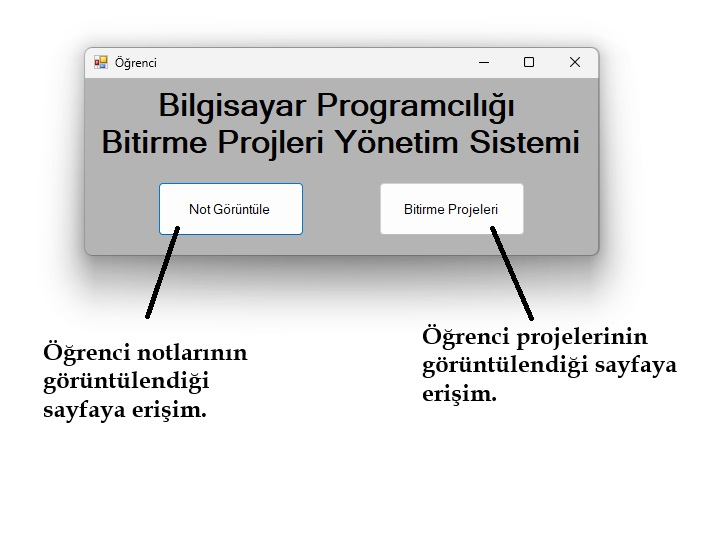 Öğrenci
Bilgisayar Programcılığı
Bitirme Projleri Yönetim Sistemi
Not Görüntüle
Bitirme Projeleri
Öğrenci notlarının
görüntülendiği
sayfaya erişim.
Öğrenci projelerinin
görüntülendiği sayfaya
erişim.